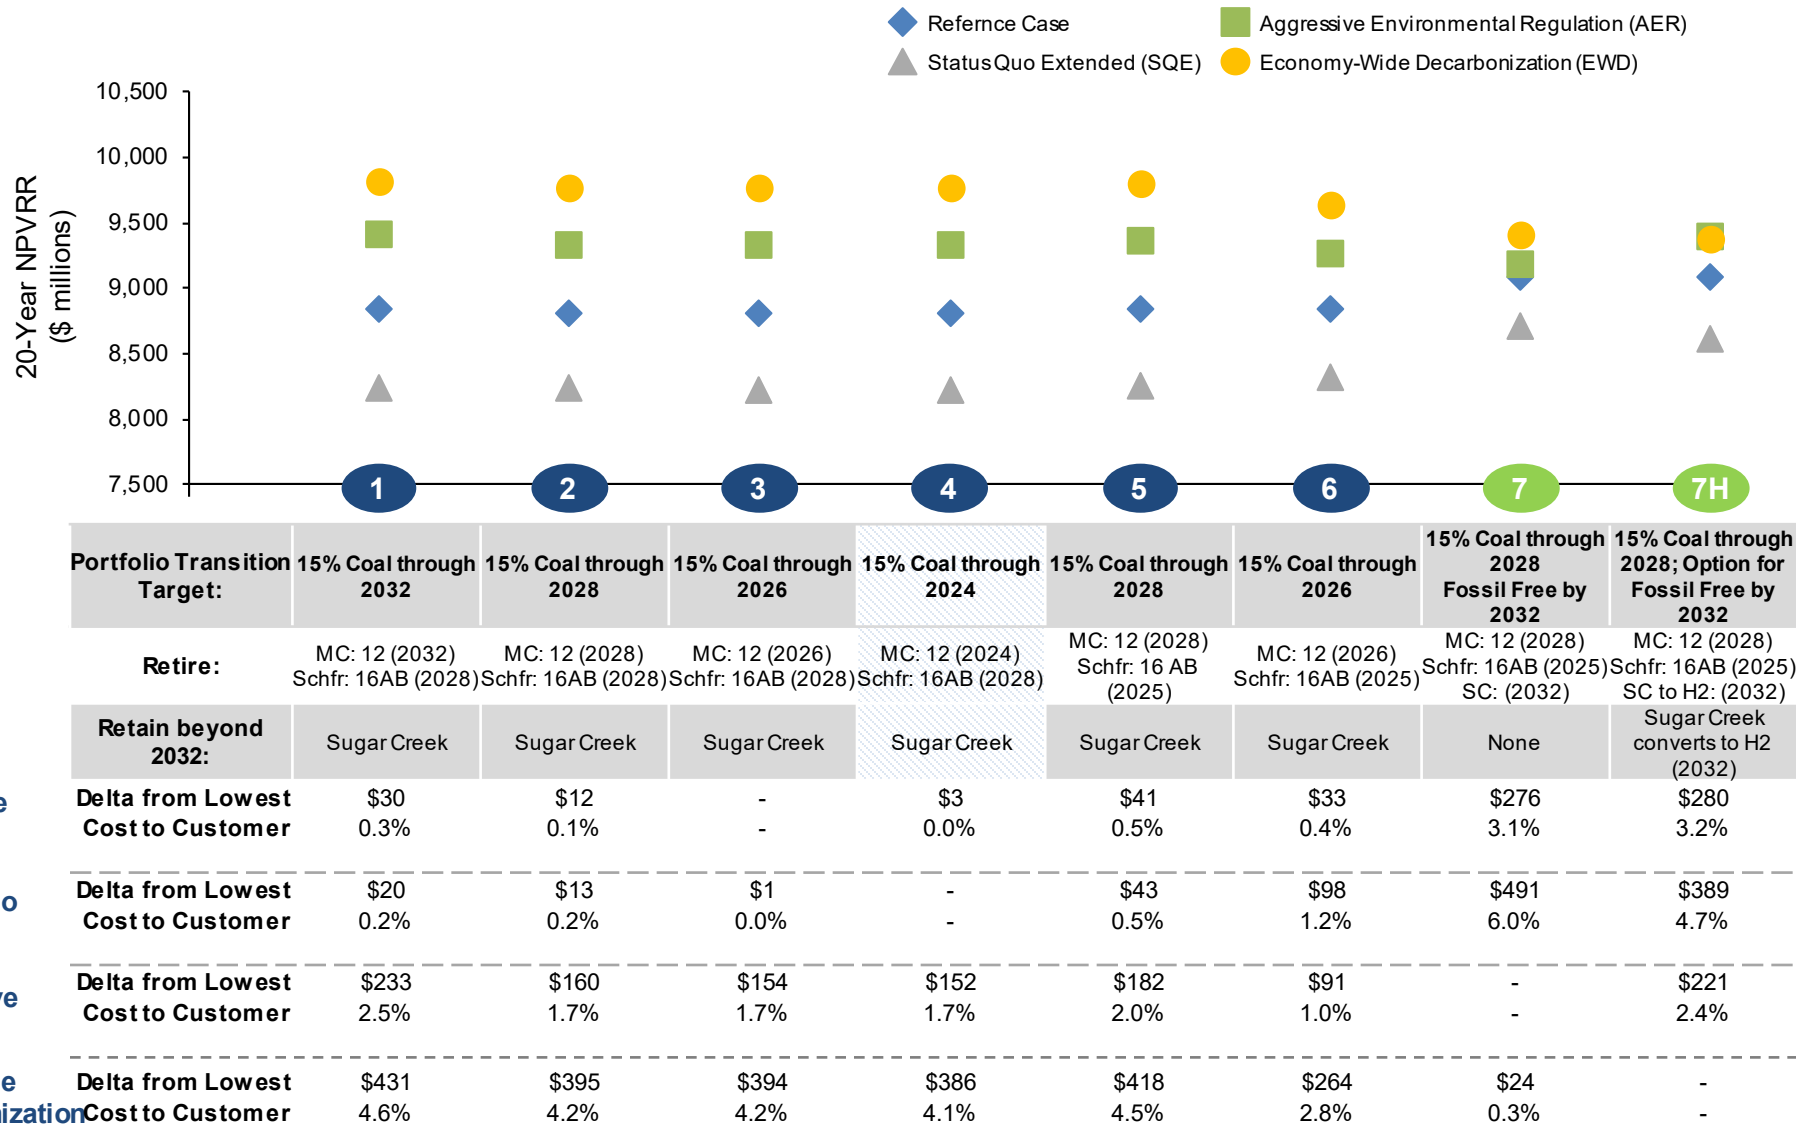 Refernce Case
Aggressive Environmental Regulation (AER)
Status Quo Extended (SQE)
Economy-Wide Decarbonization (EWD)
20-Year NPVRR
($ millions)
10,500
10,000
9,500
9,000
8,500
8,000
7,500
1 2 3 4 5 6 7 7H
Portfolio Transition
Target:
15% Coal through
2032
15% Coal through
2028
15% Coal through
2026
15% Coal through
2024
15% Coal through
2028
15% Coal through
2026
15% Coal through
2028
Fossil Free by
2032
15% Coal through
2028; Option for
Fossil Free by
2032
Retire:
MC: 12 (2032)
Schfr: 16AB (2028)
MC: 12 (2028)
Schfr: 16AB (2028)
MC: 12 (2026)
Schfr: 16AB (2028)
MC: 12 (2024)
Schfr: 16AB (2028)
MC: 12 (2028)
Schfr: 16 AB
(2025)
MC: 12 (2026)
Schfr: 16AB (2025)
MC: 12 (2028)
Schfr: 16AB (2025)
SC: (2032)
MC: 12 (2028)
Schfr: 16AB (2025)
SC to H2: (2032)
Retain beyond
2032:
Sugar Creek
Sugar Creek
Sugar Creek
Sugar Creek
Sugar Creek
Sugar Creek
None
Sugar Creek
converts to H2
(2032)
e
Delta from Lowest $30 $12 - $3 $41 $33 $276 $280
Cost to Customer 0.3% 0.1% - 0.0% 0.5% 0.4% 3.1% 3.2%
o
Delta from Lowest $20 $13 $1 - $43 $98 $491 $389
Cost to Customer 0.2% 0.2% 0.0% - 0.5% 1.2% 6.0% 4.7%
ve
Delta from Lowest $233 $160 $154 $152 $182 $91 - $221
Cost to Customer 2.5% 1.7% 1.7% 1.7% 2.0% 1.0% - 2.4%
e
Delta from Lowest $431 $395 $394 $386 $418 $264 $24 -
nization
Cost to Customer 4.6% 4.2% 4.2% 4.1% 4.5% 2.8% 0.3% -